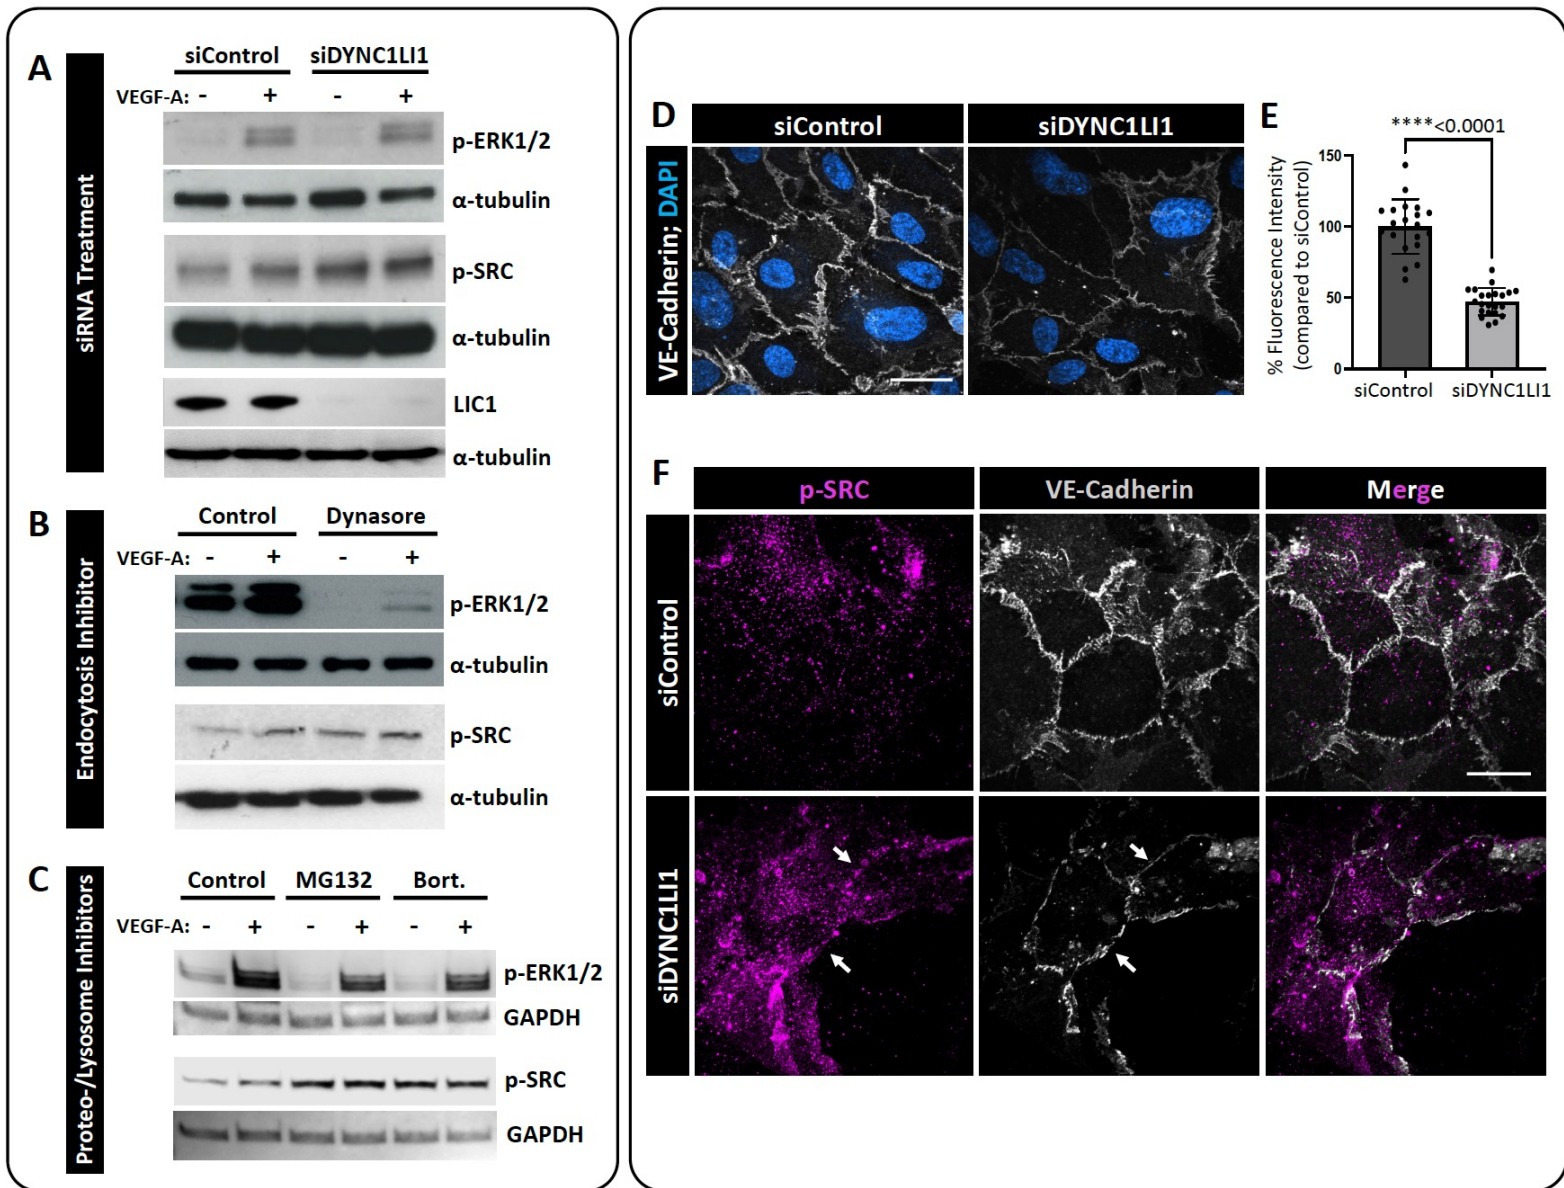 A
siRNA Treatment
siControl siDYNC1LI1
VEGF-A: - + - +
p-ERK1/2
α-tubulin
p-SRC
α-tubulin
LIC1
α-tubulin
B
Endocytosis Inhibitor
Control Dynasore
VEGF-A: - + - +
p-ERK1/2
α-tubulin
p-SRC
α-tubulin
C
Proteo-/Lysosome Inhibitors
Control MG132 Bort.
VEGF-A: - + - + - +
p-ERK1/2
GAPDH
p-SRC
GAPDH
D
siControl siDYNC1LI1
VE-Cadherin; DAPI
E
****<0.0001
% Fluorescence Intensity
(compared to siControl)
150
100
50
0
siControl siDYNC1LI1
F
p-SRC VE-Cadherin Merge
siControl
siDYNC1LI1